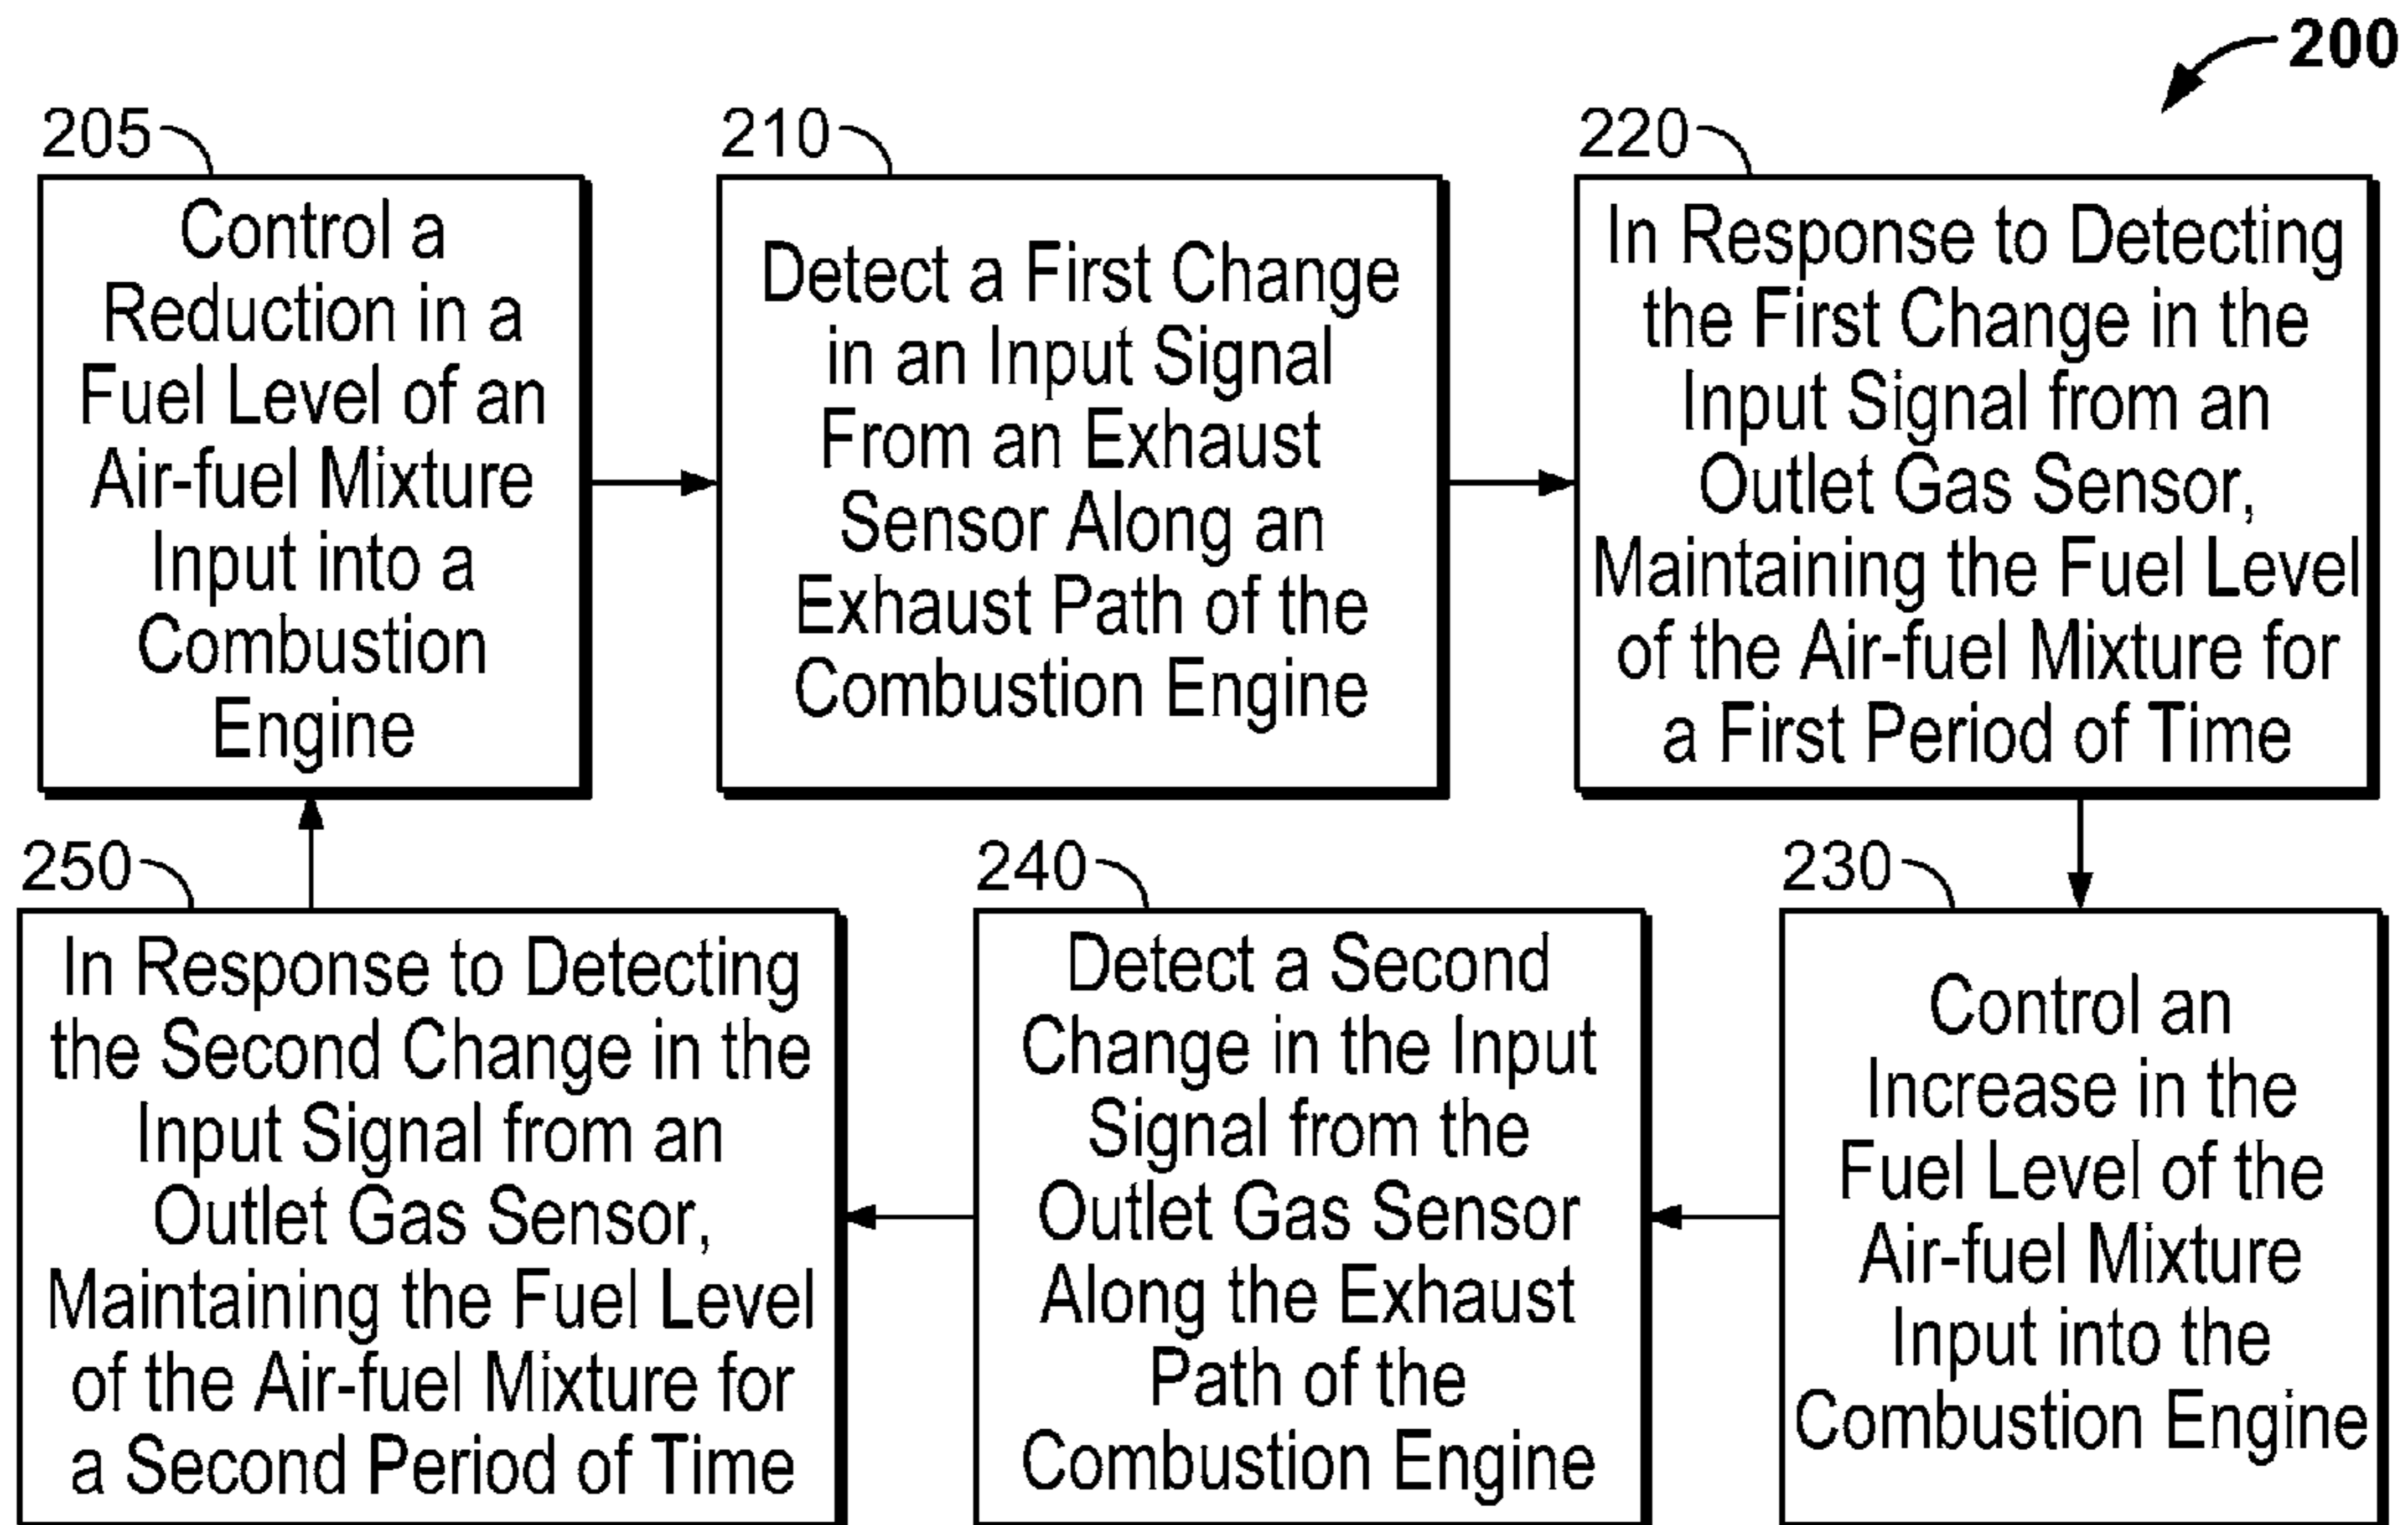 200
205
Control a
Reduction in a
Fuel Level of an
Air-fuel Mixture
Input into a
Combustion
Engine
210
Detect a First Change
in an Input Signal
From an Exhaust
Sensor Along an
Exhaust Path of the
Combustion Engine
220
In Response to Detecting
the First Change in the
Input Signal from an
Outlet Gas Sensor,
Maintaining the Fuel Level
of the Air-fuel Mixture for
a First Period of Time
230
Control an
Increase in the
Fuel Level of the
Air-fuel Mixture
Input into the
Combustion Engine
240
Detect a Second
Change in the Input
Signal from the
Outlet Gas Sensor
Along the Exhaust
Path of the
Combustion Engine
250
In Response to Detecting
the Second Change in the
Input Signal from an
Outlet Gas Sensor,
Maintaining the Fuel Level
of the Air-fuel Mixture for
a Second Period of Time